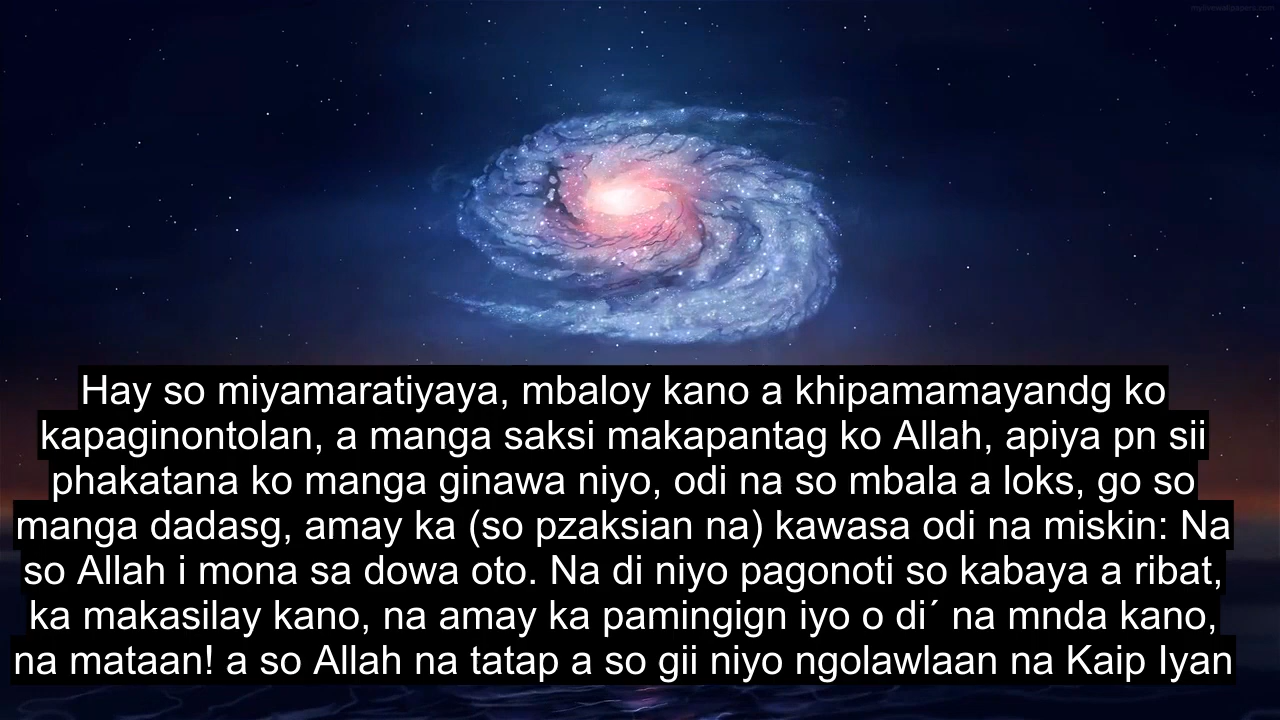 Hay so miyamaratiyaya, mbaloy kano a khipamamayandg ko
kapaginontolan, a manga saksi makapantag ko Allah, apiya pn sii
phakatana ko manga ginawa niyo, odi na so mbala a loks, go so
manga dadasg, amay ka (so pzaksian na) kawasa odi na miskin: Na
so Allah i mona sa dowa oto. Na di niyo pagonoti so kabaya a ribat,
ka makasilay kano, na amay ka pamingign iyo o di´ na mnda kano,
na mataan! a so Allah na tatap a so gii niyo ngolawlaan na Kaip Iyan